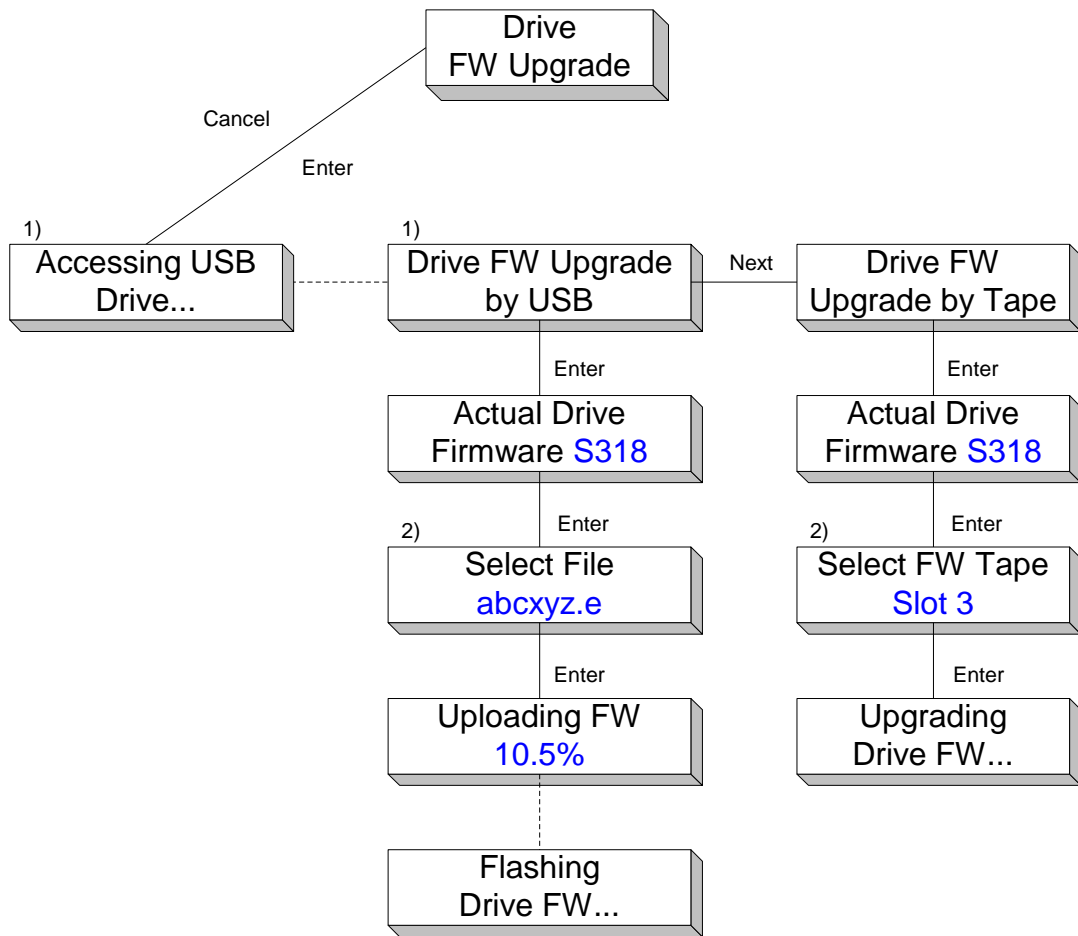 Drive
FW Upgrade
Cancel
Enter
1)
Accessing USB
Drive...
1)
Drive FW Upgrade
by USB
Next
Drive FW
Upgrade by Tape
Enter
Enter
Actual Drive
Firmware S318
Actual Drive
Firmware S318
Enter
Enter
2)
Select File
abcxyz.e
2)
Select FW Tape
Slot 3
Enter
Enter
Uploading FW
10.5%
Upgrading
Drive FW...
Flashing
Drive FW...